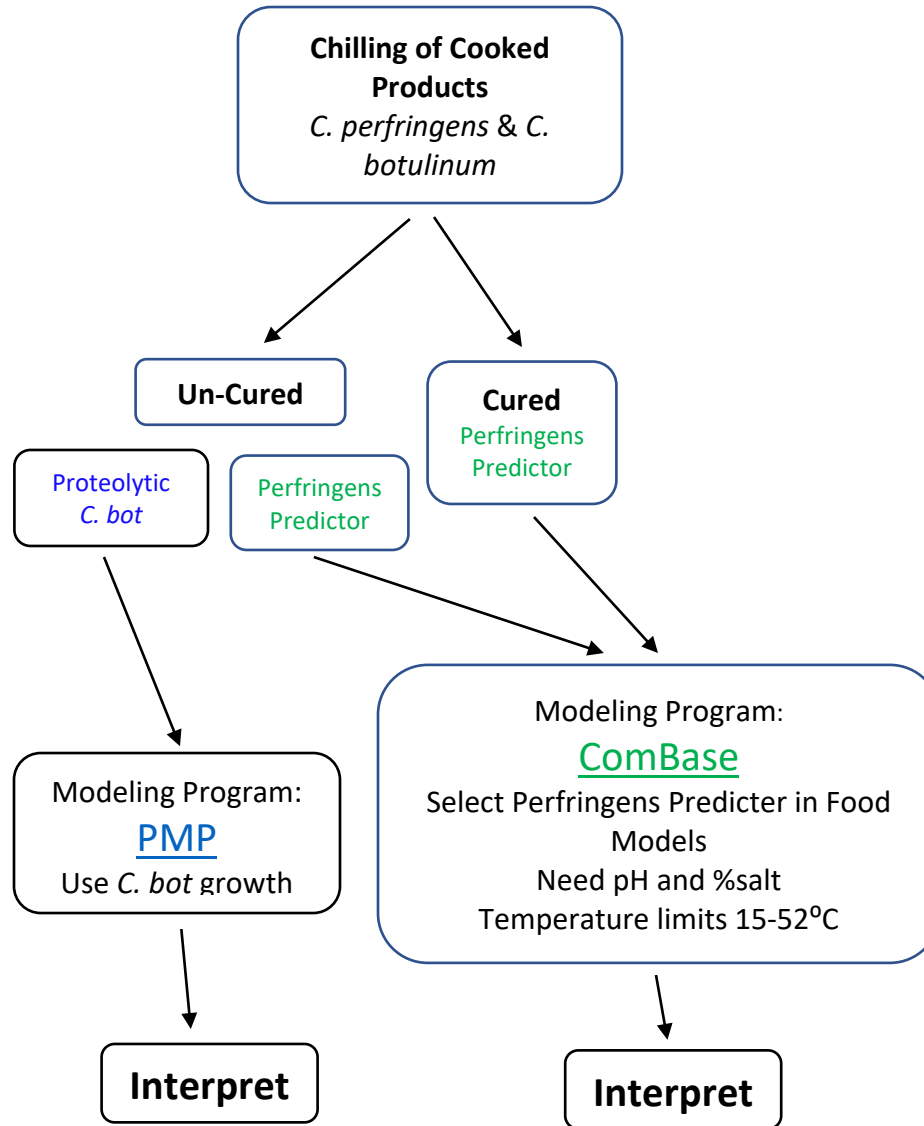 Chilling of Cooked
Products
C. perfringens & C.
botulinum
Un-Cured
Cured
Perfringens
Predictor
Proteolytic
C. bot
Perfringens
Predictor
Modeling Program:
PMP
Use C. bot growth
Modeling Program:
ComBase
Select Perfringens Predicter in Food
Models
Need pH and %salt
Temperature limits 15-52⁰C
Interpret
Interpret